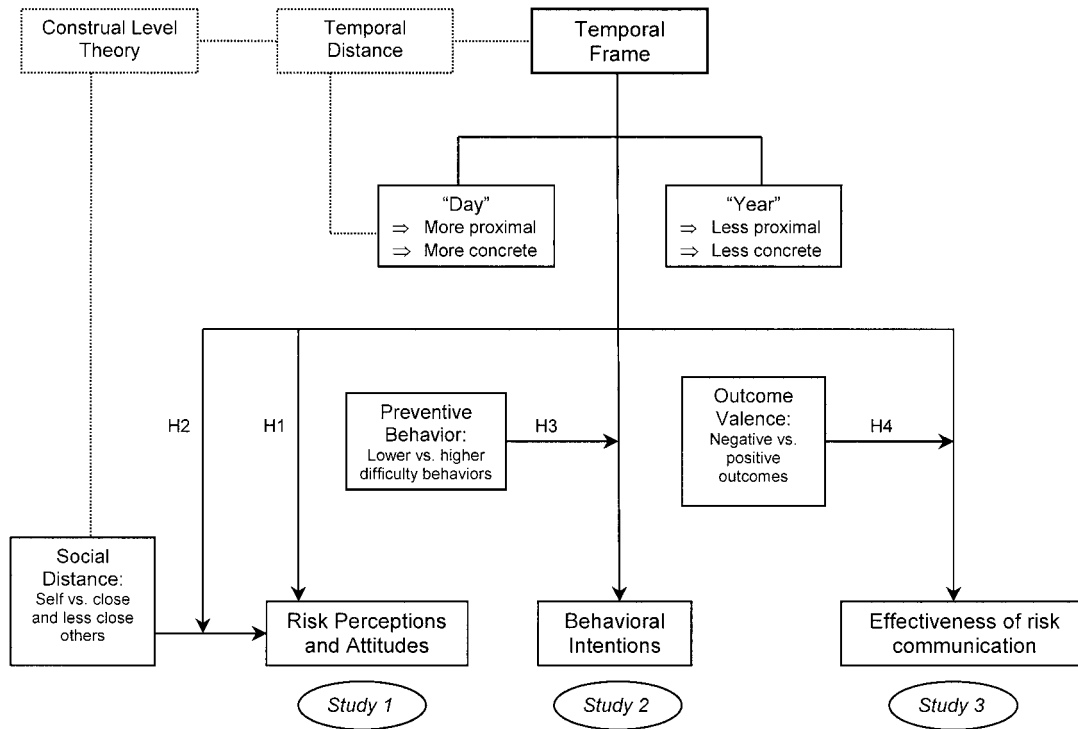 Construal Level
Theory
Temporal
Distance
Temporal
Frame
“Day”
⇒ More proximal
⇒ More concrete
“Year”
⇒ Less proximal
⇒ Less concrete
H2
H1
Preventive
Behavior:
Lower vs. higher
difficulty behaviors
H3
Outcome
Valence:
Negative vs.
positive
outcomes
H4
Social
Distance:
Self vs. close
and less close
others
Risk Perceptions
and Attitudes
Behavioral
Intentions
Effectiveness of risk
communication
Study 1
Study 2
Study 3